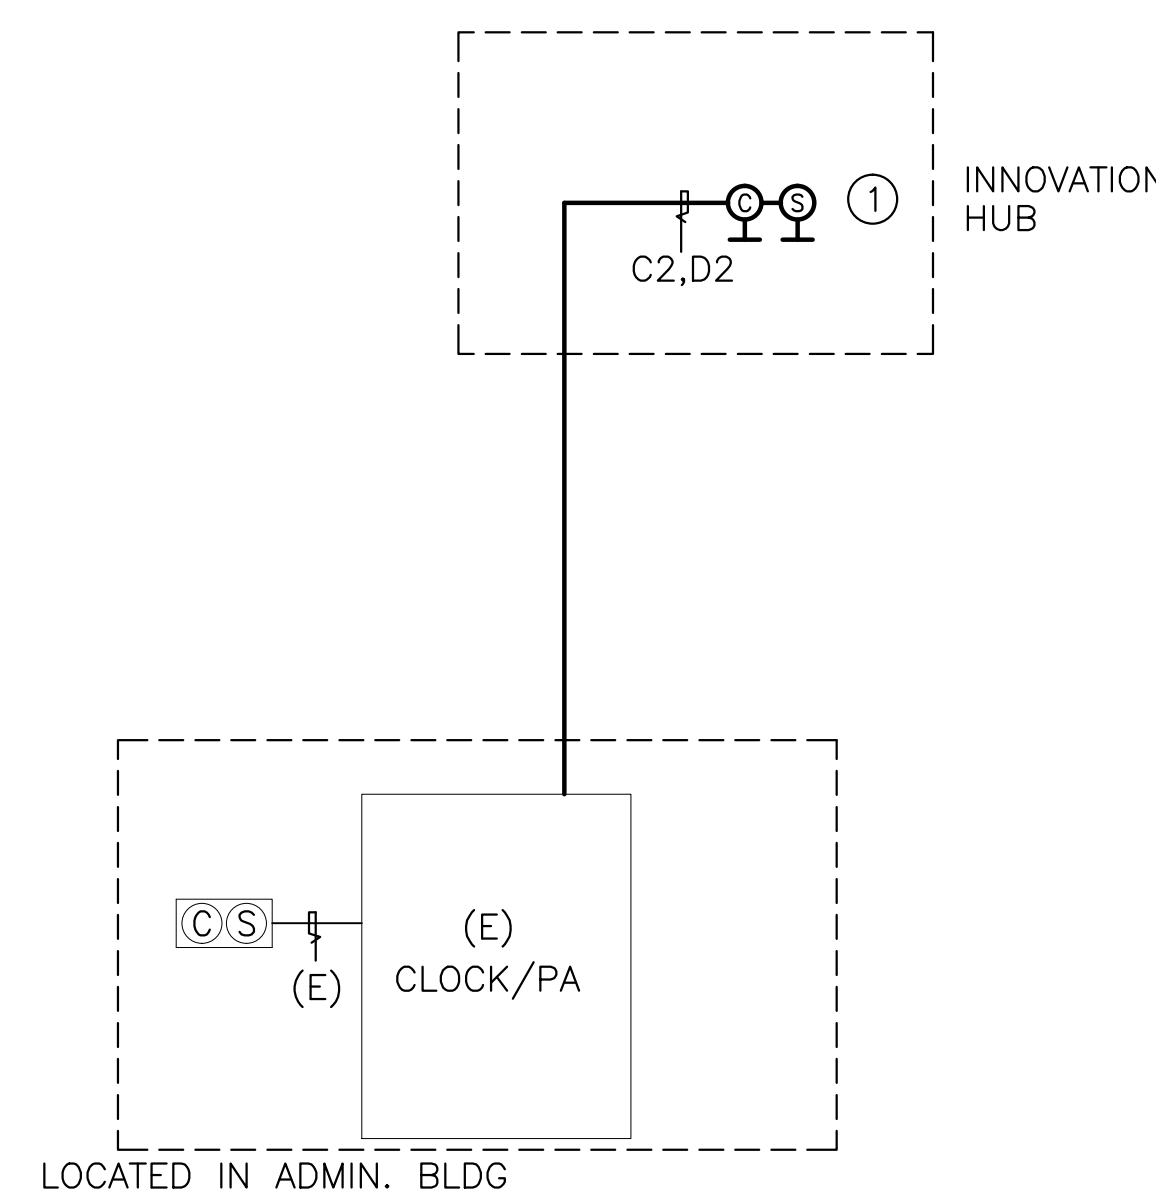 C S 1
INNOVATION
HUB
C2,D2
C S
(E)
(E)
CLOCK/PA
LOCATED IN ADMIN. BLDG